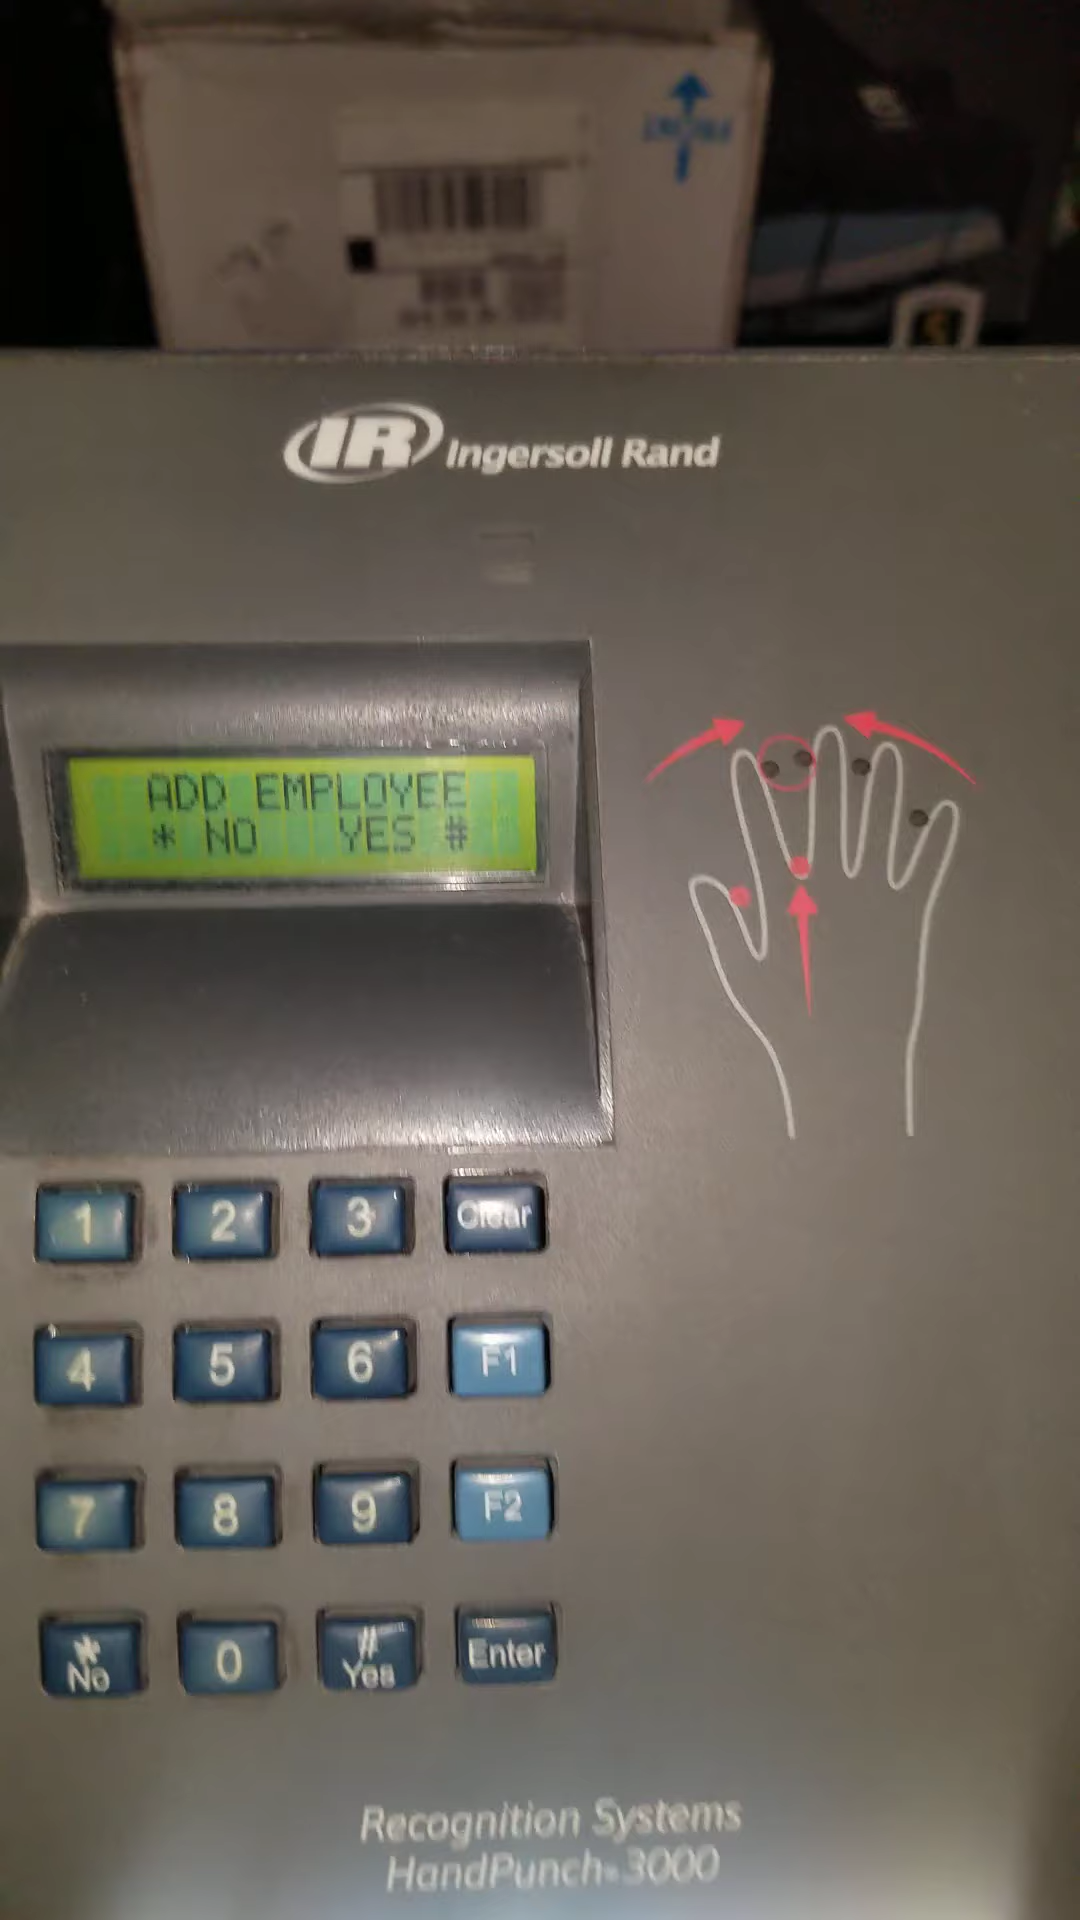 IR Ingersoll Rand
ADD EMPLOYEE
* NO YES #
1 2 3 Clear
4 5 6 F1
7 8 9 F2
* No 0 # Yes Enter
Recognition Systems
HandPunch® 3000